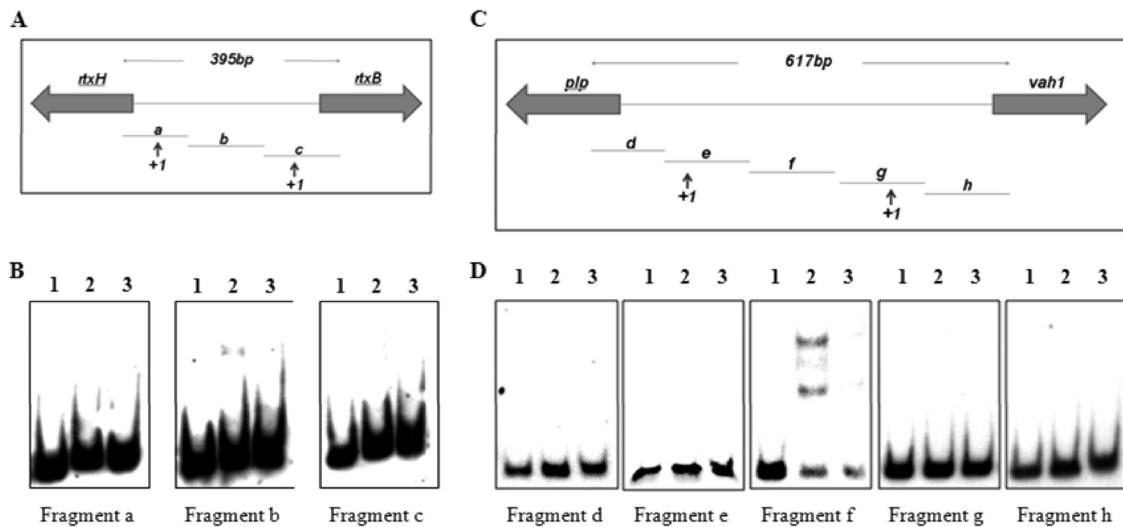 A
395bp
rtxH
rtxB
a
b
c
+1
+1
B
1 2 3
1 2 3
1 2 3
Fragment a
Fragment b
Fragment c
C
617bp
plp
vah1
d
e
f
g
h
+1
+1
D
1 2 3
1 2 3
1 2 3
1 2 3
1 2 3
Fragment d
Fragment e
Fragment f
Fragment g
Fragment h